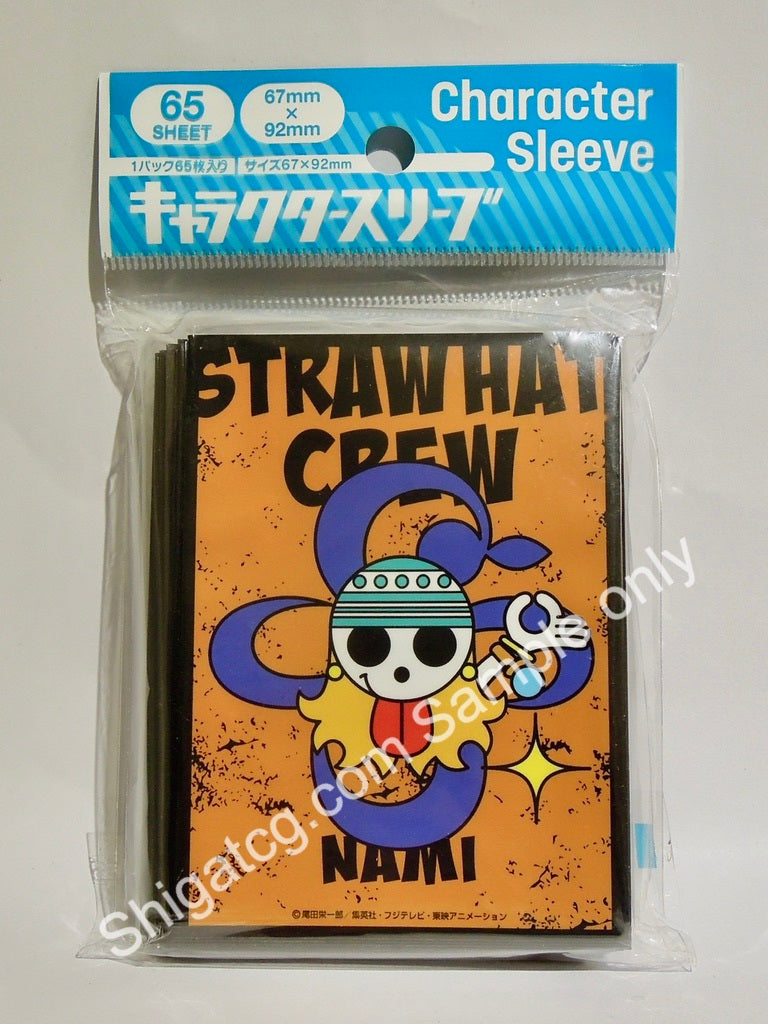 65
SHEET
67mm
×
92mm
Character
Sleeve
1パック65枚入り サイズ67×92mm
キャラクタースリーブ
STRAWHAT
CREW
NAMI
©尾田栄一郎／集英社・フジテレビ・東映アニメーション
Shigatcg.com Sample only